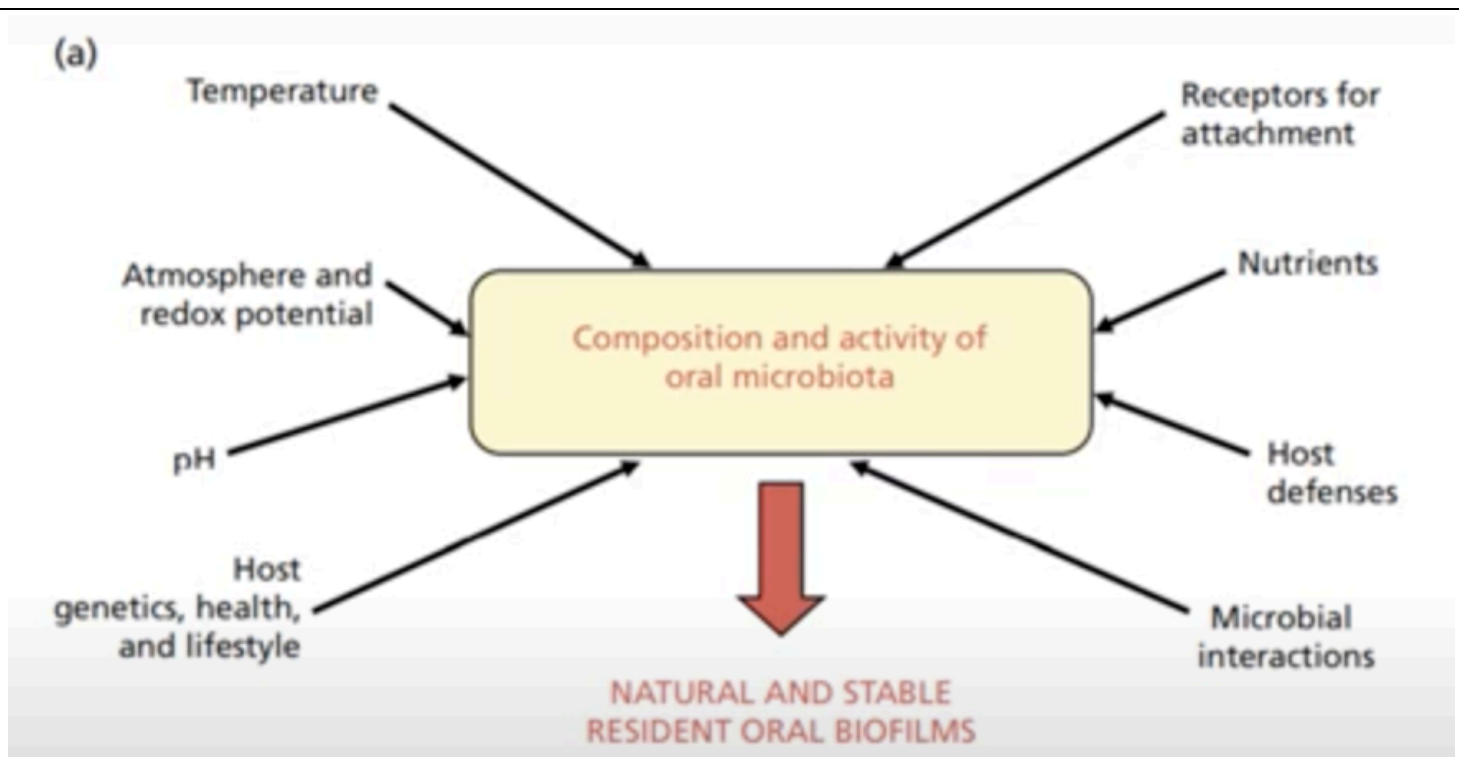 (a)
Temperature
Receptors for
attachment
Atmosphere and
redox potential
Nutrients
Composition and activity of
oral microbiota
pH
Host
defenses
Host
genetics, health,
and lifestyle
Microbial
interactions
NATURAL AND STABLE
RESIDENT ORAL BIOFILMS